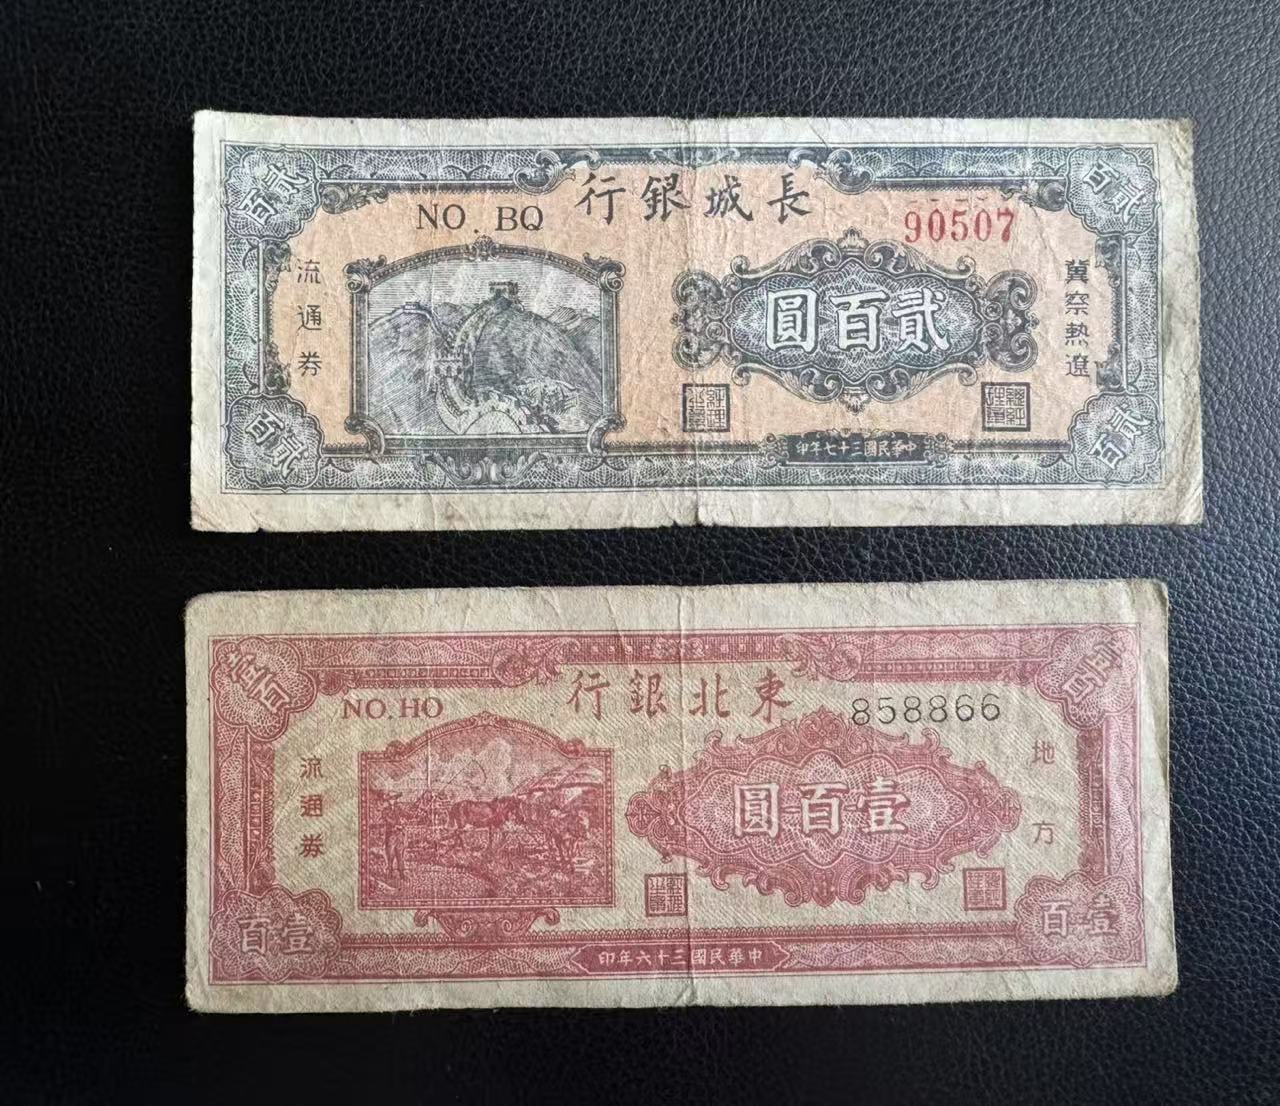 長城銀行
NO. BQ
90507
貳百
貳百
流通券
冀察熱遼
貳百圓
貳百
貳百
中華民國三十七年印
東北銀行
NO. HO
858866
壹百
壹百
流通券
地方
壹百圓
壹百
壹百
中華民國三十六年印